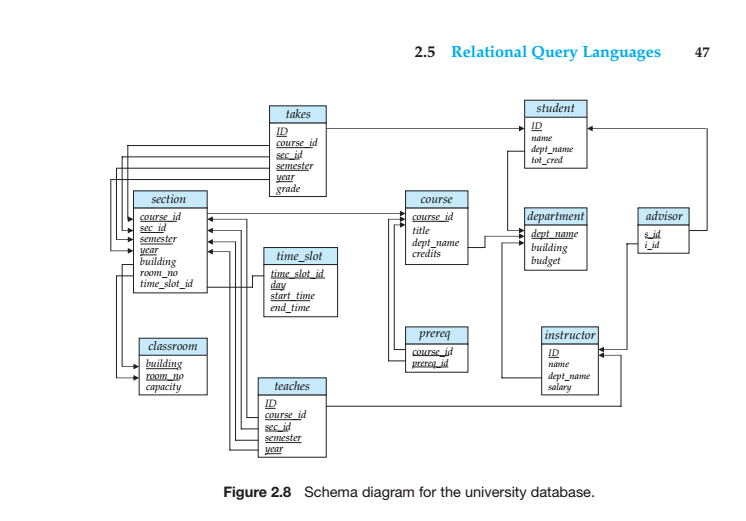 2.5 Relational Query Languages 47
takes
ID
course_id
sec_id
semester
year
grade
student
ID
name
dept_name
tot_cred
section
course_id
sec_id
semester
year
building
room_no
time_slot_id
course
course_id
title
dept_name
credits
department
dept_name
building
budget
advisor
s_id
i_id
time_slot
time_slot_id
day
start_time
end_time
prereq
course_id
prereq_id
instructor
ID
name
dept_name
salary
classroom
building
room_no
capacity
teaches
ID
course_id
sec_id
semester
year
Figure 2.8 Schema diagram for the university database.